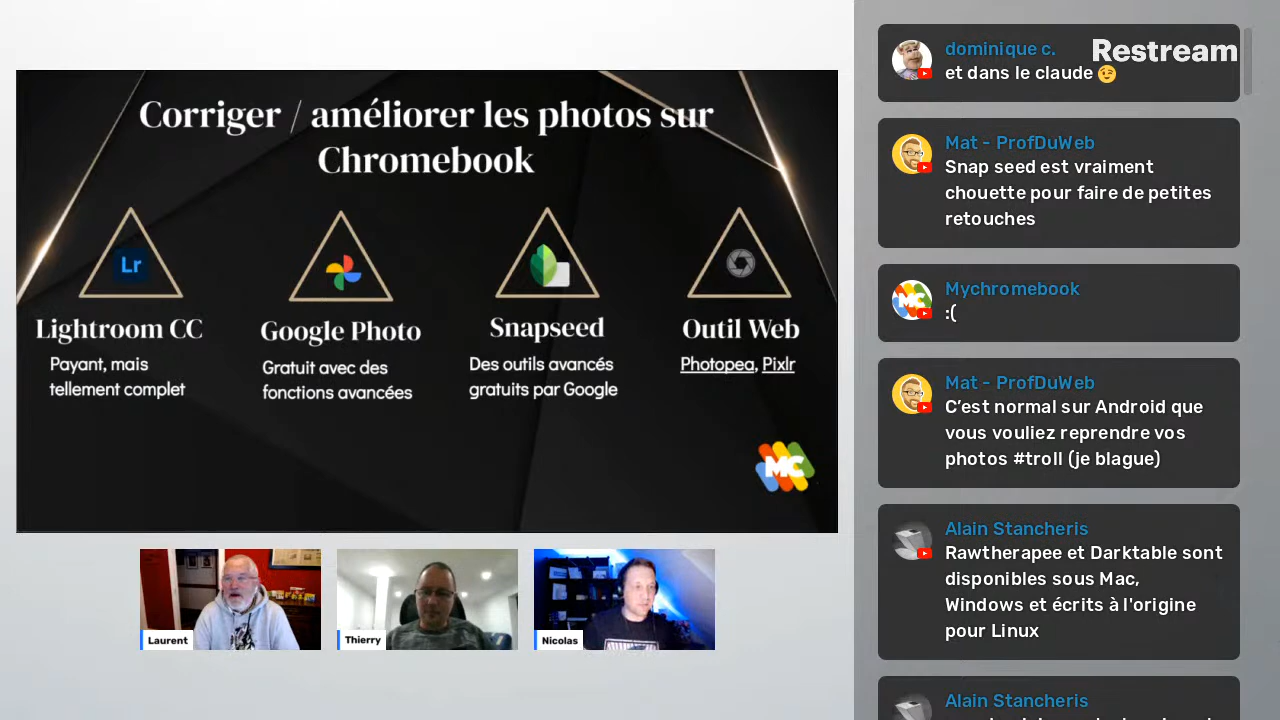 Corriger / améliorer les photos sur
Chromebook
Lr
Lightroom CC
Payant, mais
tellement complet
Google Photo
Gratuit avec des
fonctions avancées
Snapseed
Des outils avancés
gratuits par Google
Outil Web
Photopea, Pixlr
MC
Laurent
Thierry
Nicolas
Restream
dominique c.
et dans le claude 😉
Mat - ProfDuWeb
Snap seed est vraiment
chouette pour faire de petites
retouches
MC
Mychromebook
:(
Mat - ProfDuWeb
C’est normal sur Android que
vous vouliez reprendre vos
photos #troll (je blague)
Alain Stancheris
Rawtherapee et Darktable sont
disponibles sous Mac,
Windows et écrits à l'origine
pour Linux
Alain Stancheris